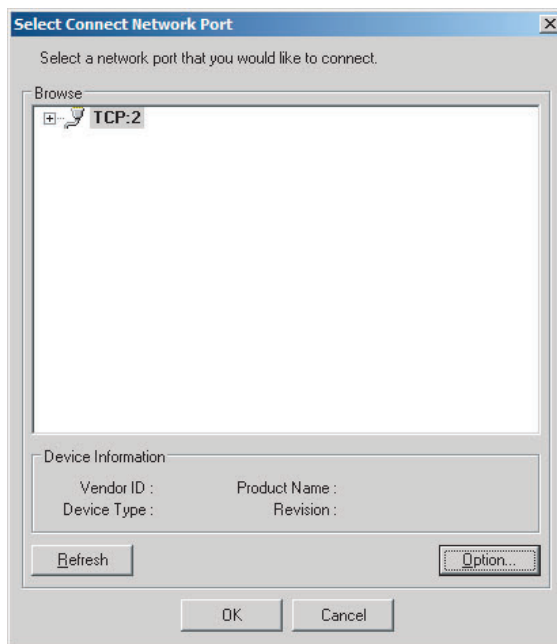 Select Connect Network Port
Select a network port that you would like to connect.
Browse
TCP:2
Device Information
Vendor ID : Product Name :
Device Type : Revision :
Refresh Option...
OK Cancel